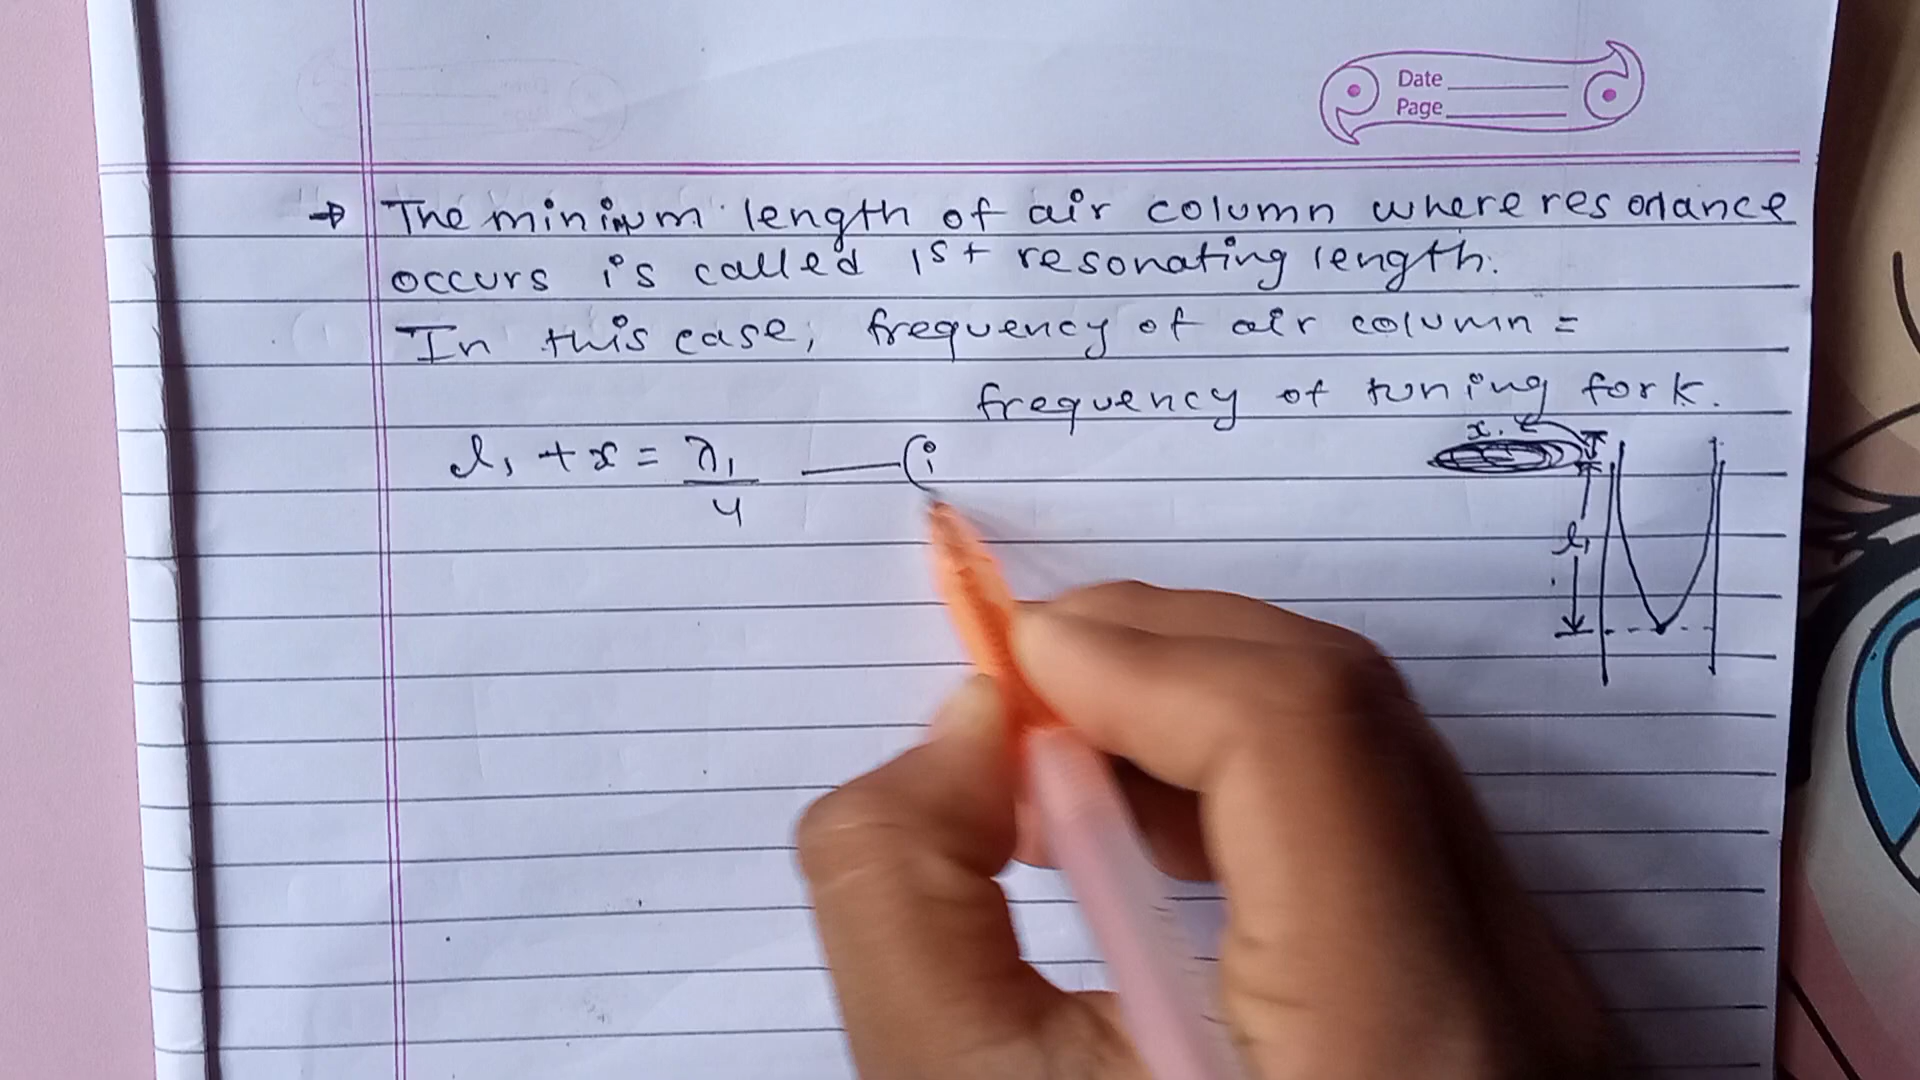 Date
Page
→ The minimum length of air column where resonance
occurs is called 1st resonating length.
In this case, frequency of air column =
frequency of tuning fork.
x.
l₁ + x = λ₁/4 —— (i
l₁